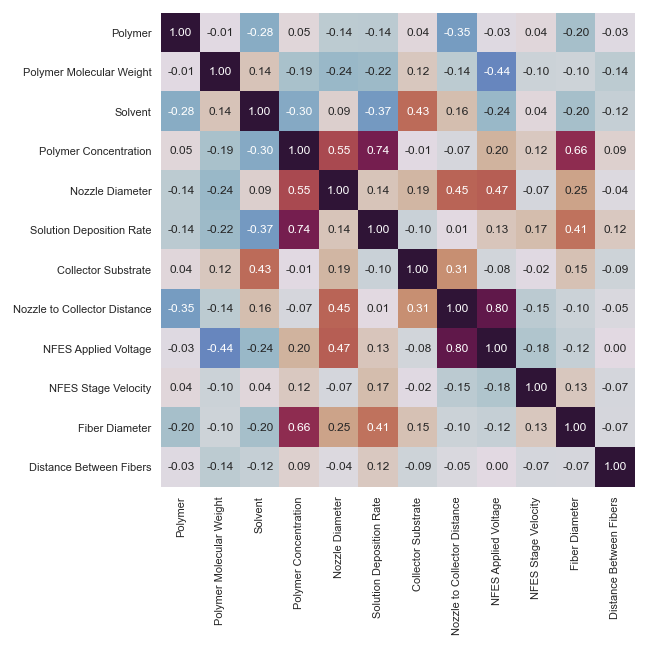 Polymer 1.00 -0.01 -0.28 0.05 -0.14 -0.14 0.04 -0.35 -0.03 0.04 -0.20 -0.03
Polymer Molecular Weight -0.01 1.00 0.14 -0.19 -0.24 -0.22 0.12 -0.14 -0.44 -0.10 -0.10 -0.14
Solvent -0.28 0.14 1.00 -0.30 0.09 -0.37 0.43 0.16 -0.24 0.04 -0.20 -0.12
Polymer Concentration 0.05 -0.19 -0.30 1.00 0.55 0.74 -0.01 -0.07 0.20 0.12 0.66 0.09
Nozzle Diameter -0.14 -0.24 0.09 0.55 1.00 0.14 0.19 0.45 0.47 -0.07 0.25 -0.04
Solution Deposition Rate -0.14 -0.22 -0.37 0.74 0.14 1.00 -0.10 0.01 0.13 0.17 0.41 0.12
Collector Substrate 0.04 0.12 0.43 -0.01 0.19 -0.10 1.00 0.31 -0.08 -0.02 0.15 -0.09
Nozzle to Collector Distance -0.35 -0.14 0.16 -0.07 0.45 0.01 0.31 1.00 0.80 -0.15 -0.10 -0.05
NFES Applied Voltage -0.03 -0.44 -0.24 0.20 0.47 0.13 -0.08 0.80 1.00 -0.18 -0.12 0.00
NFES Stage Velocity 0.04 -0.10 0.04 0.12 -0.07 0.17 -0.02 -0.15 -0.18 1.00 0.13 -0.07
Fiber Diameter -0.20 -0.10 -0.20 0.66 0.25 0.41 0.15 -0.10 -0.12 0.13 1.00 -0.07
Distance Between Fibers -0.03 -0.14 -0.12 0.09 -0.04 0.12 -0.09 -0.05 0.00 -0.07 -0.07 1.00
Polymer
Polymer Molecular Weight
Solvent
Polymer Concentration
Nozzle Diameter
Solution Deposition Rate
Collector Substrate
Nozzle to Collector Distance
NFES Applied Voltage
NFES Stage Velocity
Fiber Diameter
Distance Between Fibers